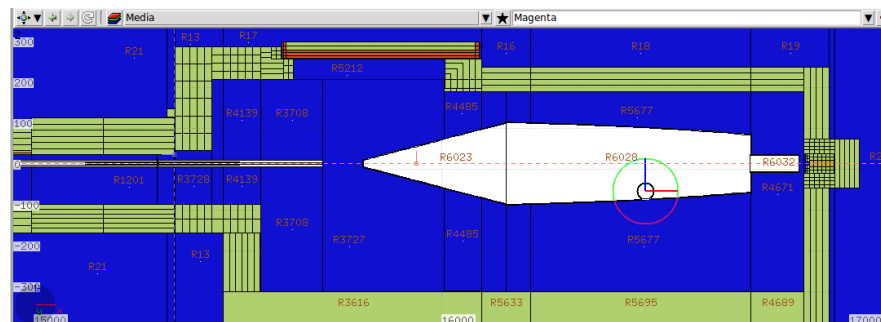 Media Magenta
300 R13 R17 R16 R18 R19
R21
R5212
200
R4139 R3708 R4485 R5677
100
R6023 R6028 R6032
0
R1201 R3728 R4139 R4671
-100
R3708
R3727 R4485 R5677
-200
R21 R13
-300
R3616 R5633 R5695 R4689
15000 16000 17000